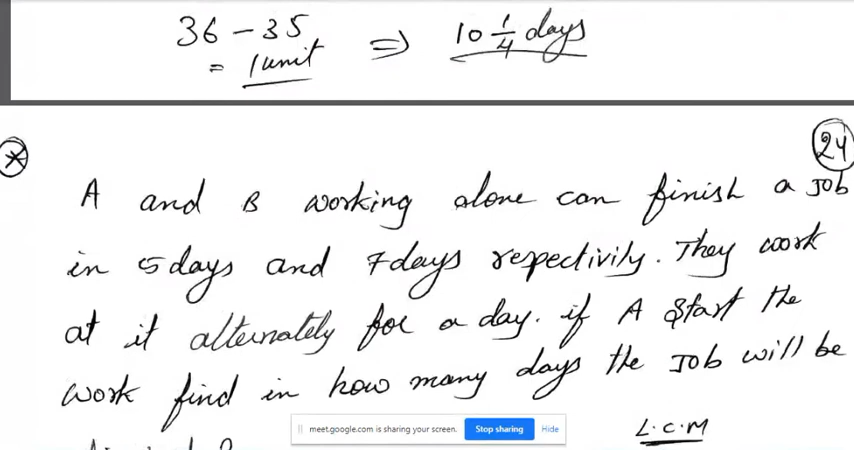 36 - 35
= 1 unit ⇒ 10 1/4 days
24
A and B working alone can finish a Job
in 5 days and 7 days respectivily. They work
at it alternately for a day. if A Start the
work find in how many days the Job will be
meet.google.com is sharing your screen. Stop sharing Hide
L.C.M